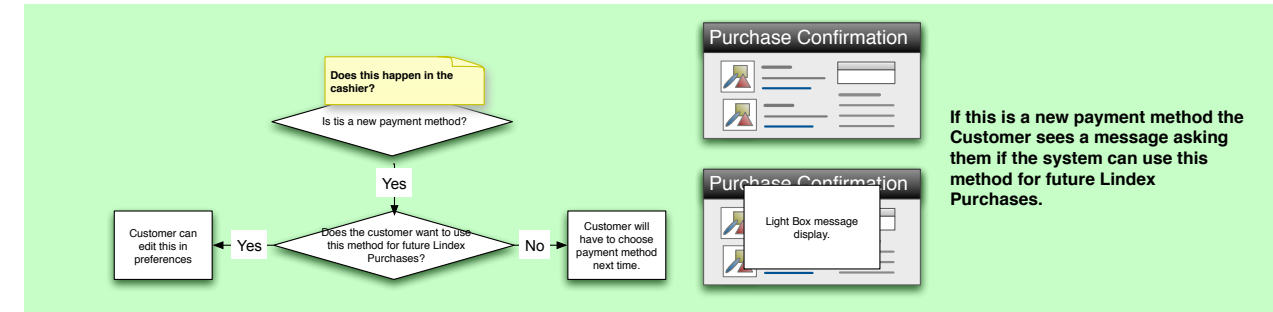 Does this happen in the
cashier?
Is tis a new payment method?
Yes
Does the customer want to use
this method for future Lindex
Purchases?
Yes
Customer can
edit this in
preferences
No
Customer will
have to choose
payment method
next time.
Purchase Confirmation
Purchase Confirmation
Light Box message
display.
If this is a new payment method the
Customer sees a message asking
them if the system can use this
method for future Lindex
Purchases.